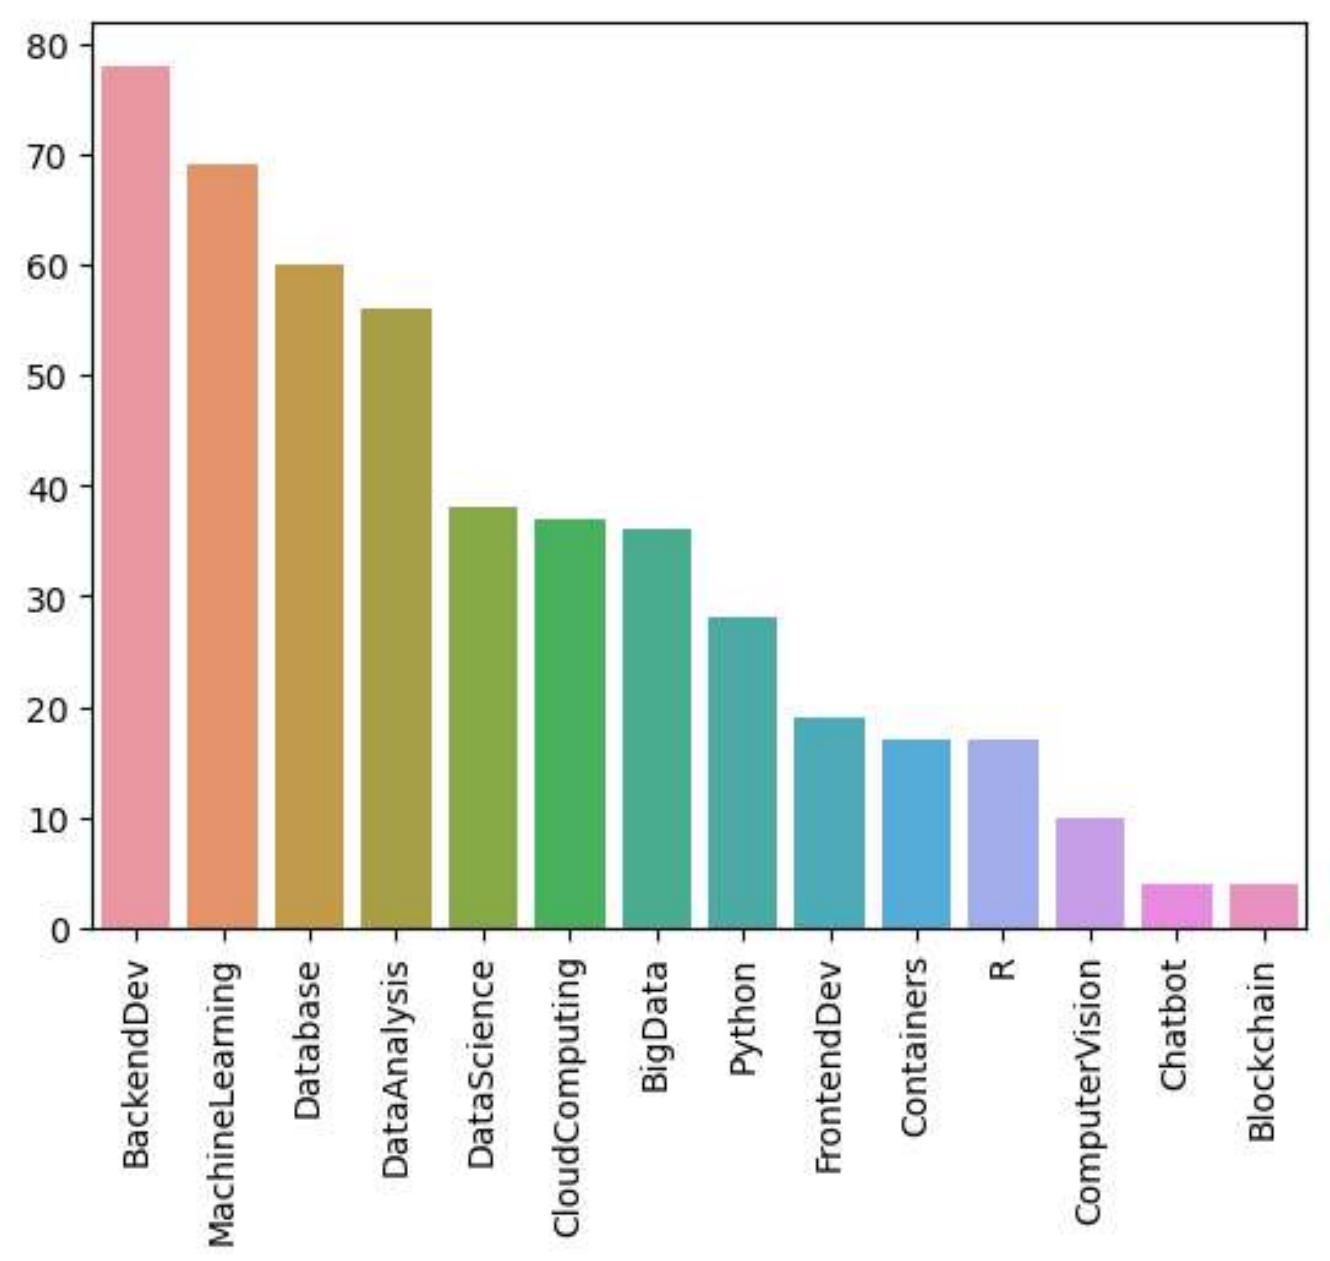 80
70
60
50
40
30
20
10
0
BackendDev
MachineLearning
Database
DataAnalysis
DataScience
CloudComputing
BigData
Python
FrontendDev
Containers
R
ComputerVision
Chatbot
Blockchain